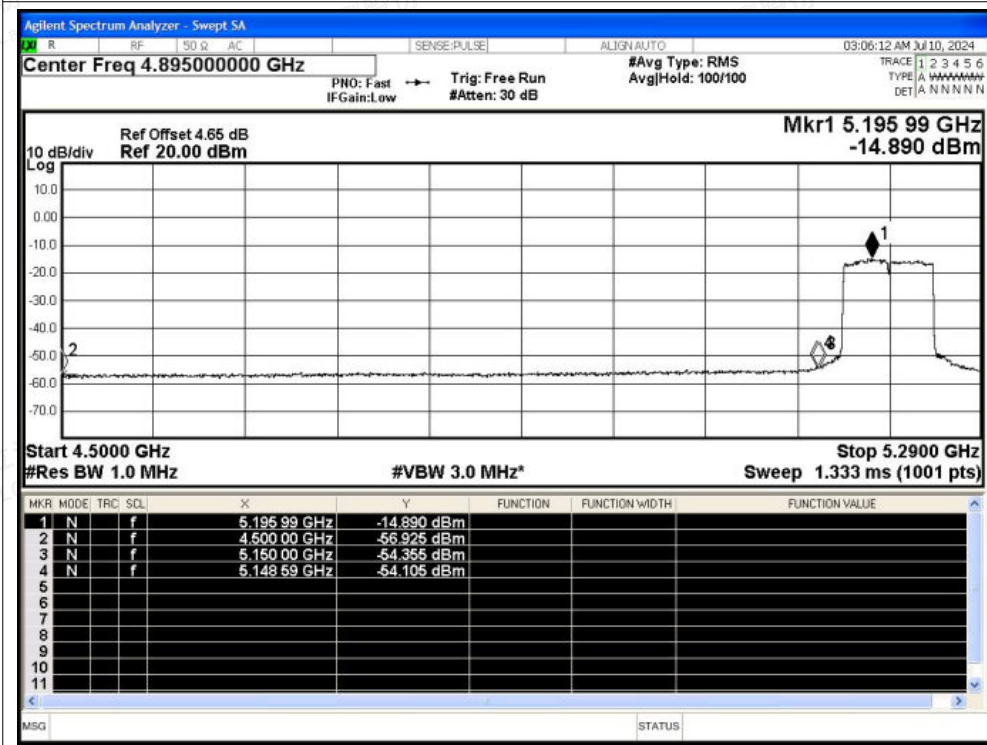 Agilent Spectrum Analyzer - Swept SA
LXI R RF 50 Ω AC SENSE:PULSE ALIGN AUTO 03:06:12 AM Jul 10, 2024
Center Freq 4.895000000 GHz
PNO: Fast
IFGain:Low
Trig: Free Run
#Atten: 30 dB
#Avg Type: RMS
Avg|Hold: 100/100
TRACE 1 2 3 4 5 6
TYPE A
DET A N N N N N
Mkr1 5.195 99 GHz
-14.890 dBm
Ref Offset 4.65 dB
10 dB/div Ref 20.00 dBm
Log
10.0
0.00
-10.0
-20.0
-30.0
-40.0
-50.0
-60.0
-70.0
1
2
Start 4.5000 GHz Stop 5.2900 GHz
#Res BW 1.0 MHz #VBW 3.0 MHz* Sweep 1.333 ms (1001 pts)
MKR MODE TRC SCL X Y FUNCTION FUNCTION WIDTH FUNCTION VALUE
1 N f 5.195 99 GHz -14.890 dBm
2 N f 4.500 00 GHz -56.925 dBm
3 N f 5.150 00 GHz -54.355 dBm
4 N f 5.148 59 GHz -54.105 dBm
5
6
7
8
9
10
11
MSG STATUS